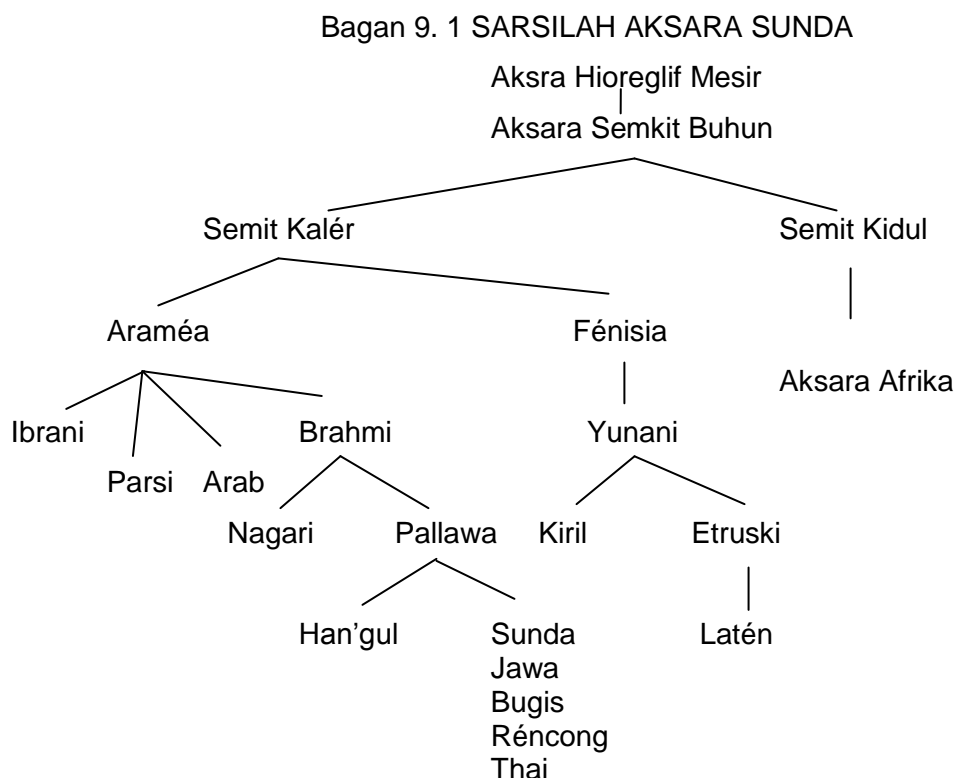 Bagan 9. 1 SARSILAH AKSARA SUNDA
Aksra Hioreglif Mesir
Aksara Semkit Buhun
Semit Kalér Semit Kidul
Araméa Fénisia
Aksara Afrika
Ibrani Brahmi Yunani
Parsi Arab
Nagari Pallawa Kiril Etruski
Han’gul Sunda Latén
Jawa
Bugis
Réncong
Thai